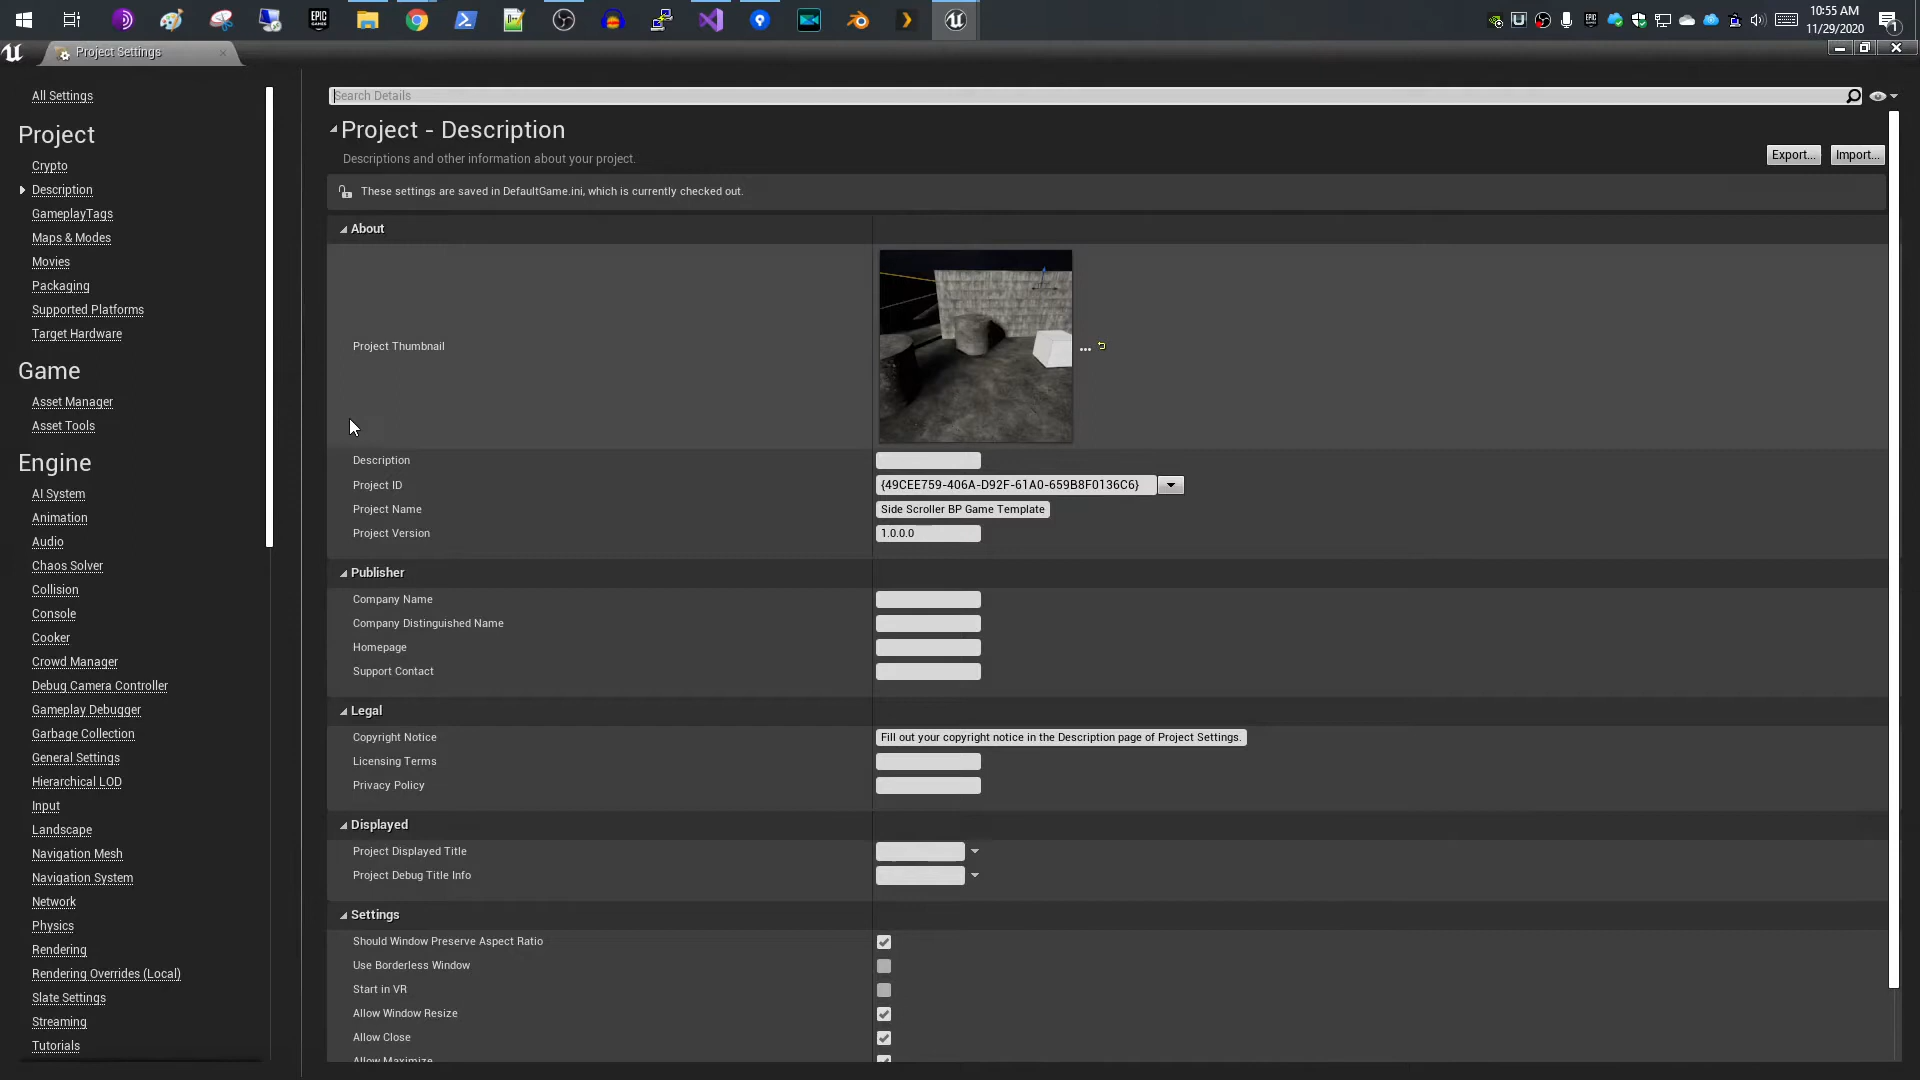 10:55 AM
11/29/2020
1
EPIC
GAMES
EPIC
Project Settings
All Settings
Project
Crypto
Description
GameplayTags
Maps & Modes
Movies
Packaging
Supported Platforms
Target Hardware
Game
Asset Manager
Asset Tools
Engine
AI System
Animation
Audio
Chaos Solver
Collision
Console
Cooker
Crowd Manager
Debug Camera Controller
Gameplay Debugger
Garbage Collection
General Settings
Hierarchical LOD
Input
Landscape
Navigation Mesh
Navigation System
Network
Physics
Rendering
Rendering Overrides (Local)
Slate Settings
Streaming
Tutorials
Search Details
Project - Description
Descriptions and other information about your project.
Export...
Import...
These settings are saved in DefaultGame.ini, which is currently checked out.
About
Project Thumbnail
Description
Project ID {49CEE759-406A-D92F-61A0-659B8F0136C6}
Project Name Side Scroller BP Game Template
Project Version 1.0.0.0
Publisher
Company Name
Company Distinguished Name
Homepage
Support Contact
Legal
Copyright Notice Fill out your copyright notice in the Description page of Project Settings.
Licensing Terms
Privacy Policy
Displayed
Project Displayed Title
Project Debug Title Info
Settings
Should Window Preserve Aspect Ratio
Use Borderless Window
Start in VR
Allow Window Resize
Allow Close
Allow Maximize